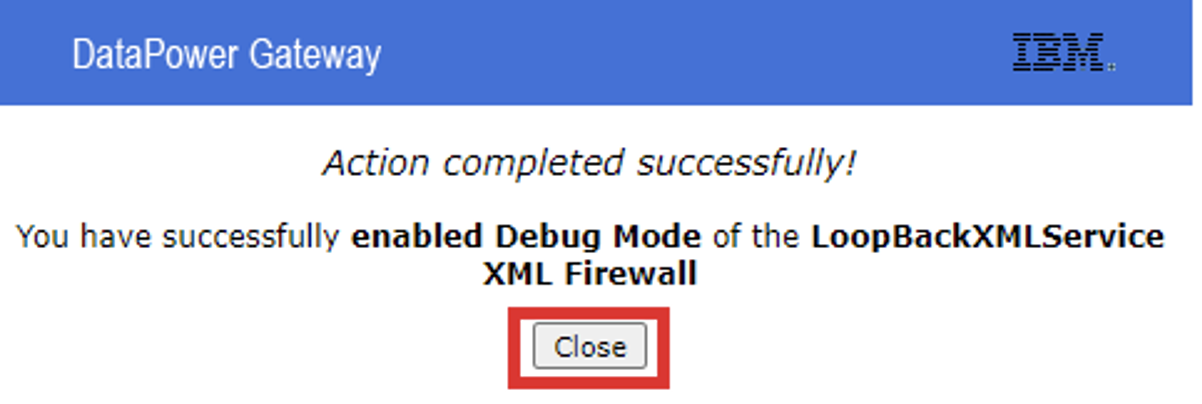 DataPower Gateway
IBM.
Action completed successfully!
You have successfully enabled Debug Mode of the LoopBackXMLService
XML Firewall
Close